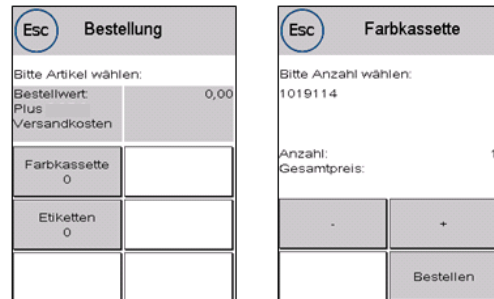 Esc Bestellung
Bitte Artikel wählen:
Bestellwert: 0,00
Plus
Versandkosten
Farbkassette
0
Etiketten
0
Esc Farbkassette
Bitte Anzahl wählen:
1019114
Anzahl: 1
Gesamtpreis:
- +
Bestellen